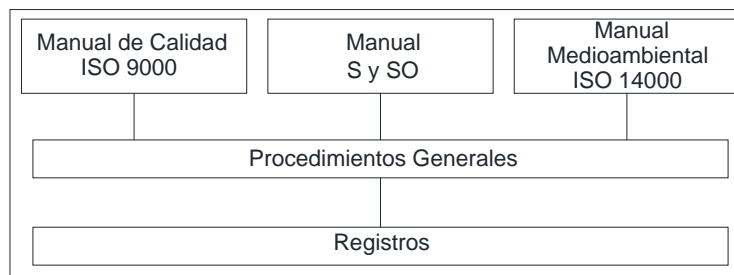 Manual de Calidad
ISO 9000
Manual
S y SO
Manual
Medioambiental
ISO 14000
Procedimientos Generales
Registros